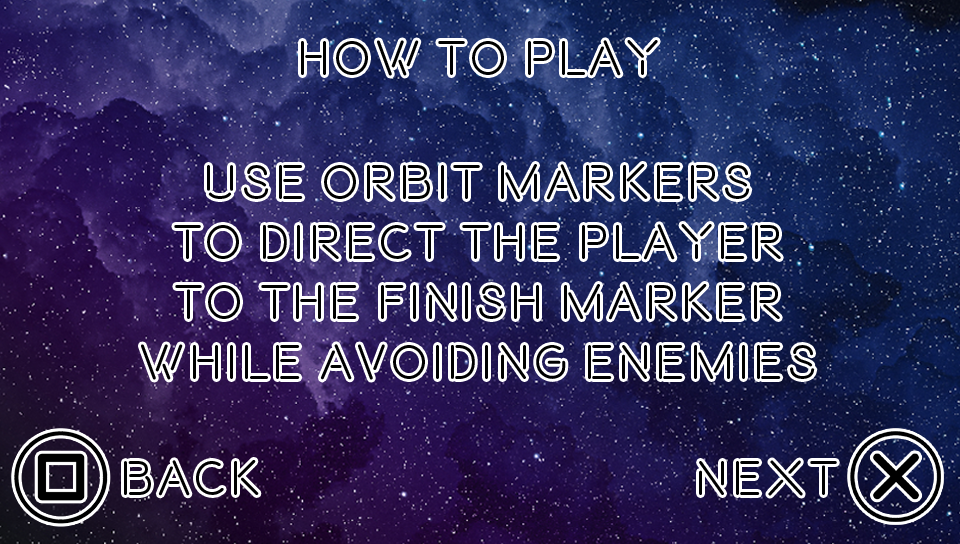 HOW TO PLAY
USE ORBIT MARKERS
TO DIRECT THE PLAYER
TO THE FINISH MARKER
WHILE AVOIDING ENEMIES
BACK
NEXT